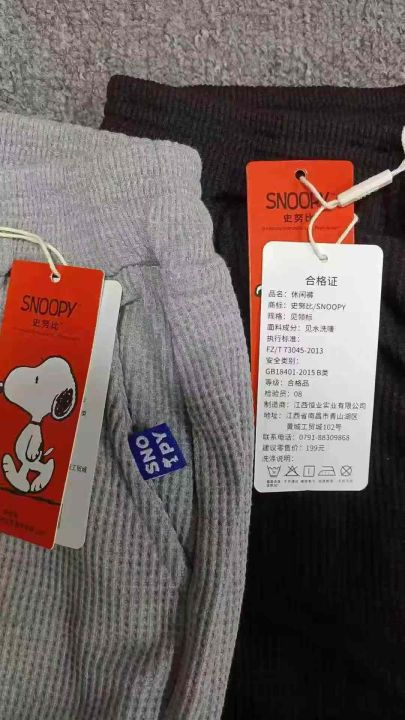 SNOOPY
史努比
SNO
PY
SNOOPY
史努比
合格证
品名：休闲裤
商标：史努比/SNOOPY
规格：见领标
面料成分：见水洗唛
执行标准：
FZ/T 73045-2013
安全类别：
GB18401-2015 B类
等级：合格品
检验员：08
制造商：江西恒业实业有限公司
地址：江西省南昌市青山湖区
黄城工贸城102号
联系电话：0791-88309868
建议零售价：199元
洗涤说明：